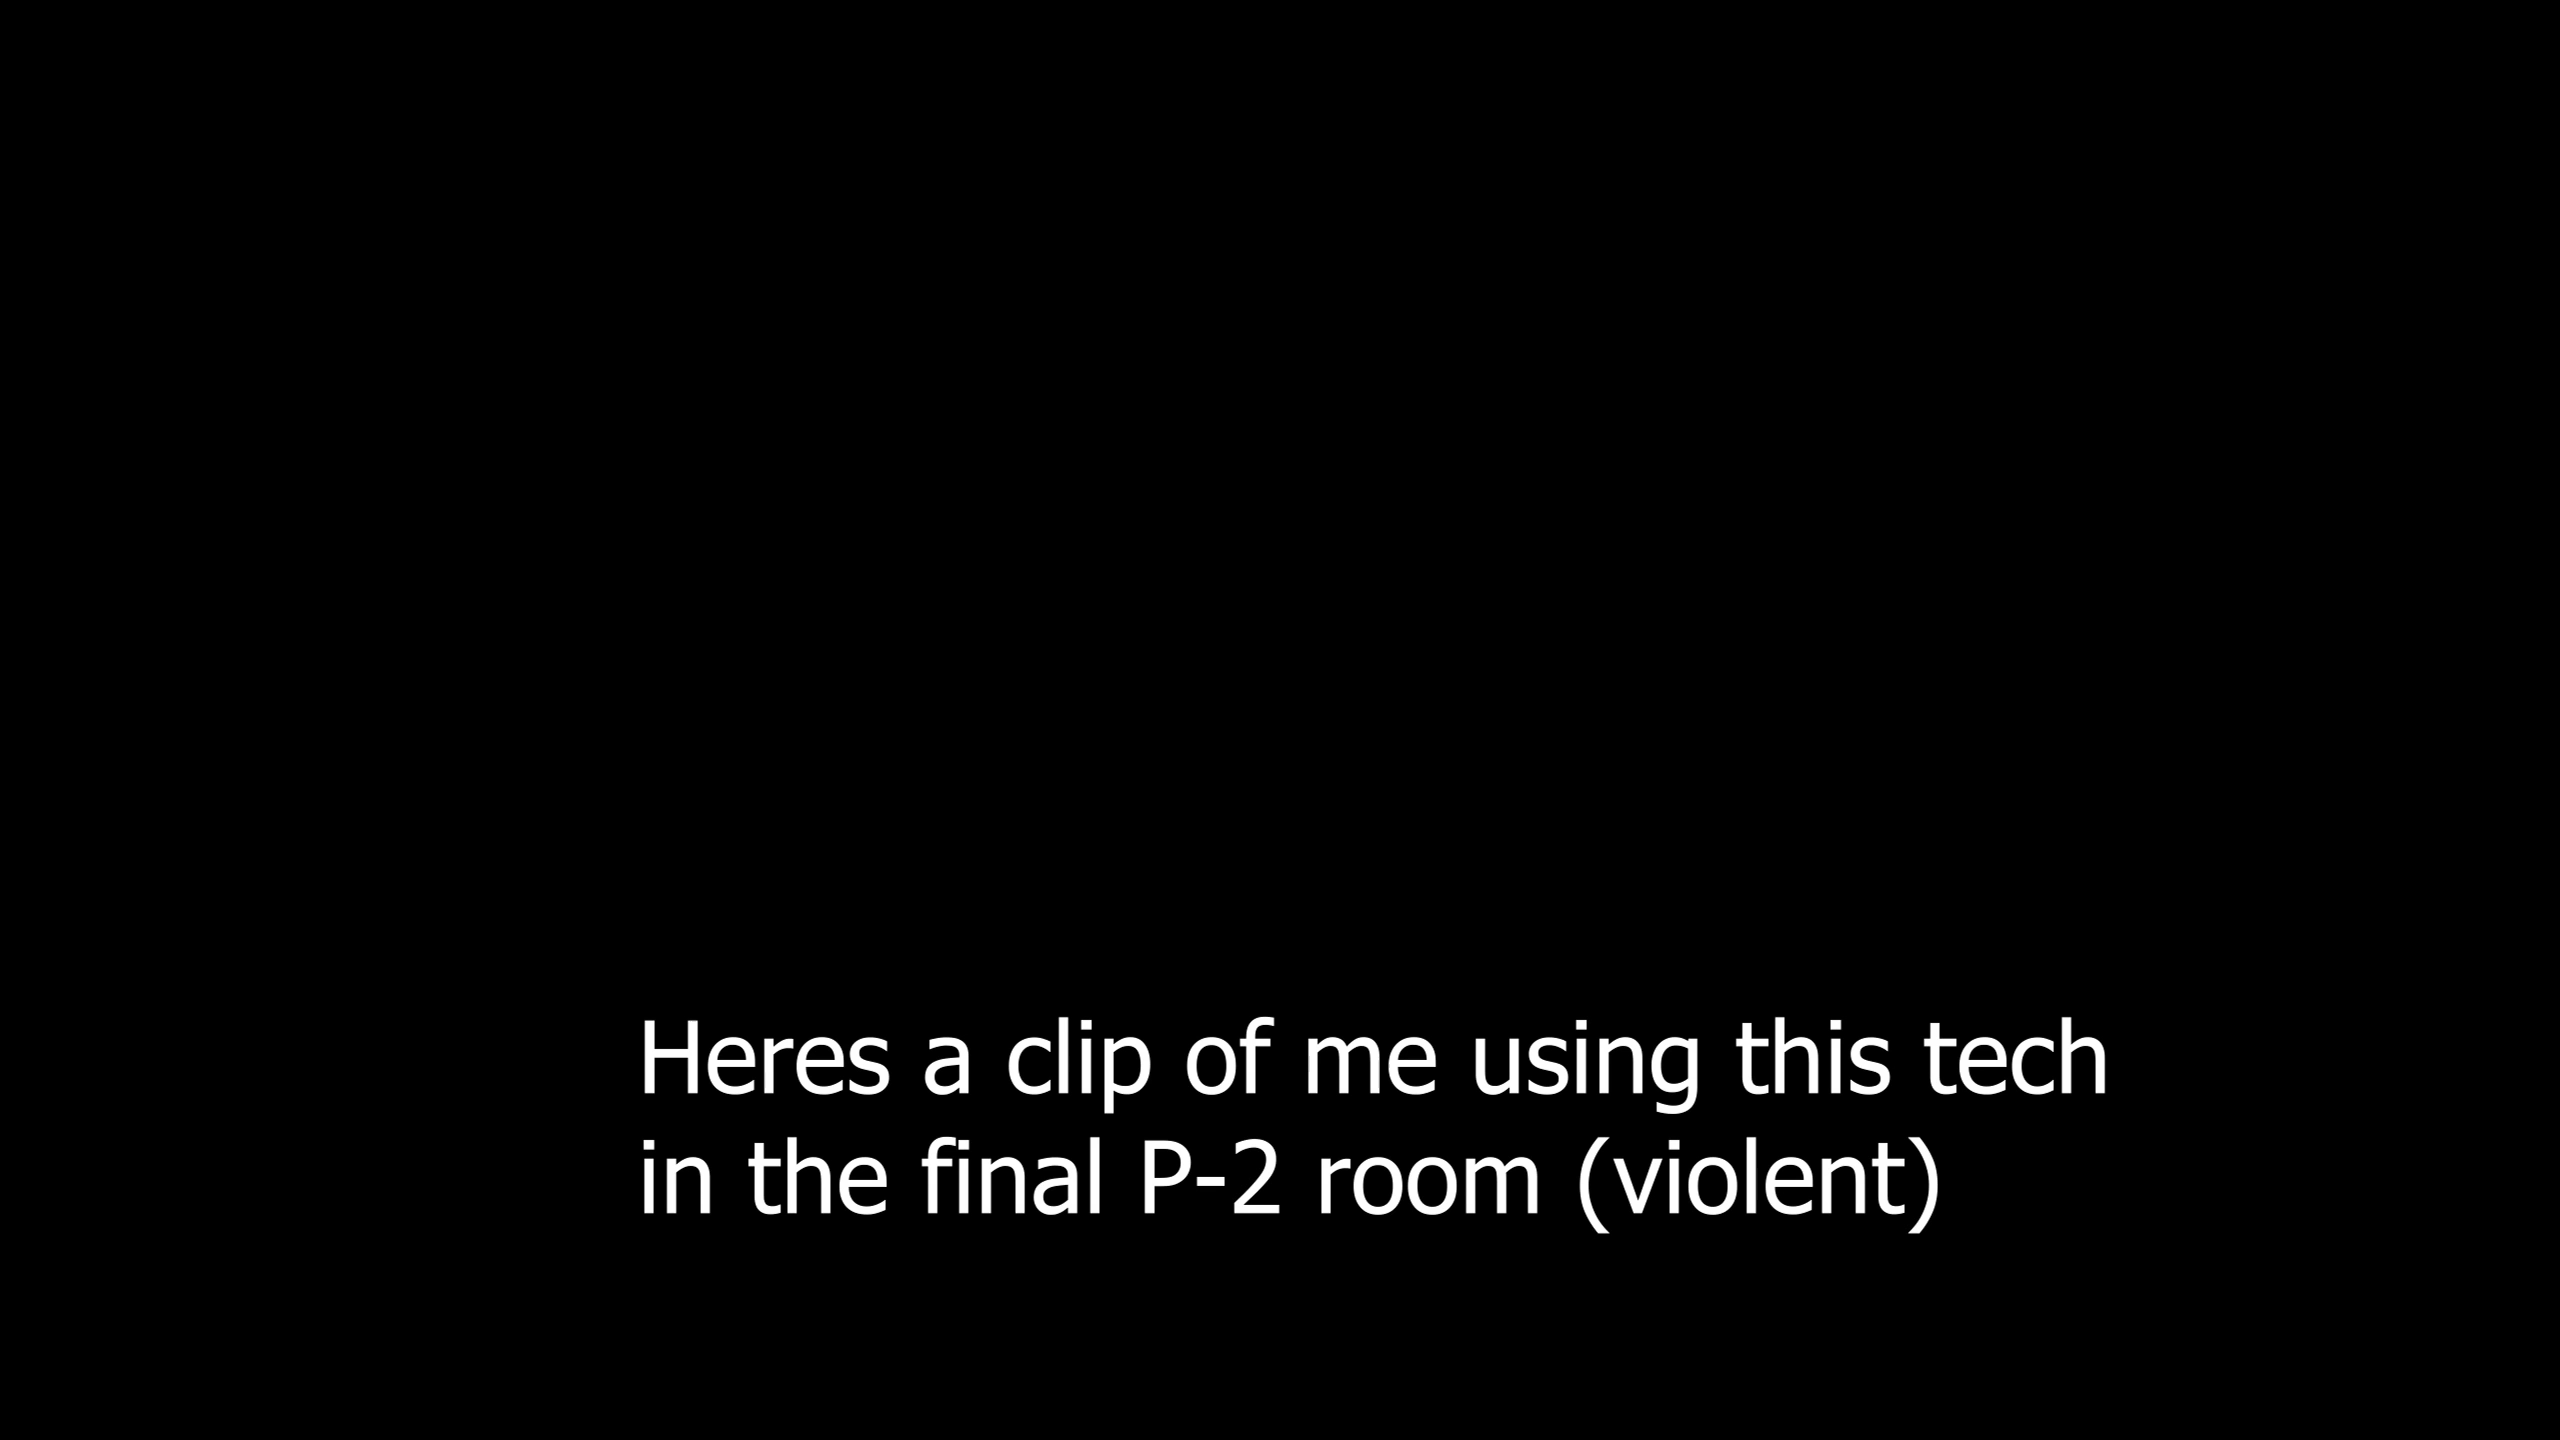 Heres a clip of me using this tech
in the final P-2 room (violent)